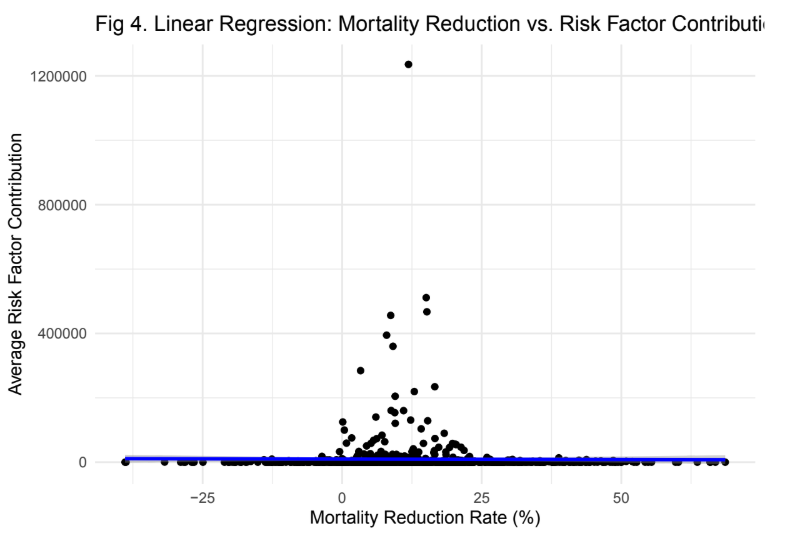 Fig 4. Linear Regression: Mortality Reduction vs. Risk Factor Contributi
1200000
800000
400000
0
Average Risk Factor Contribution
−25 0 25 50
Mortality Reduction Rate (%)